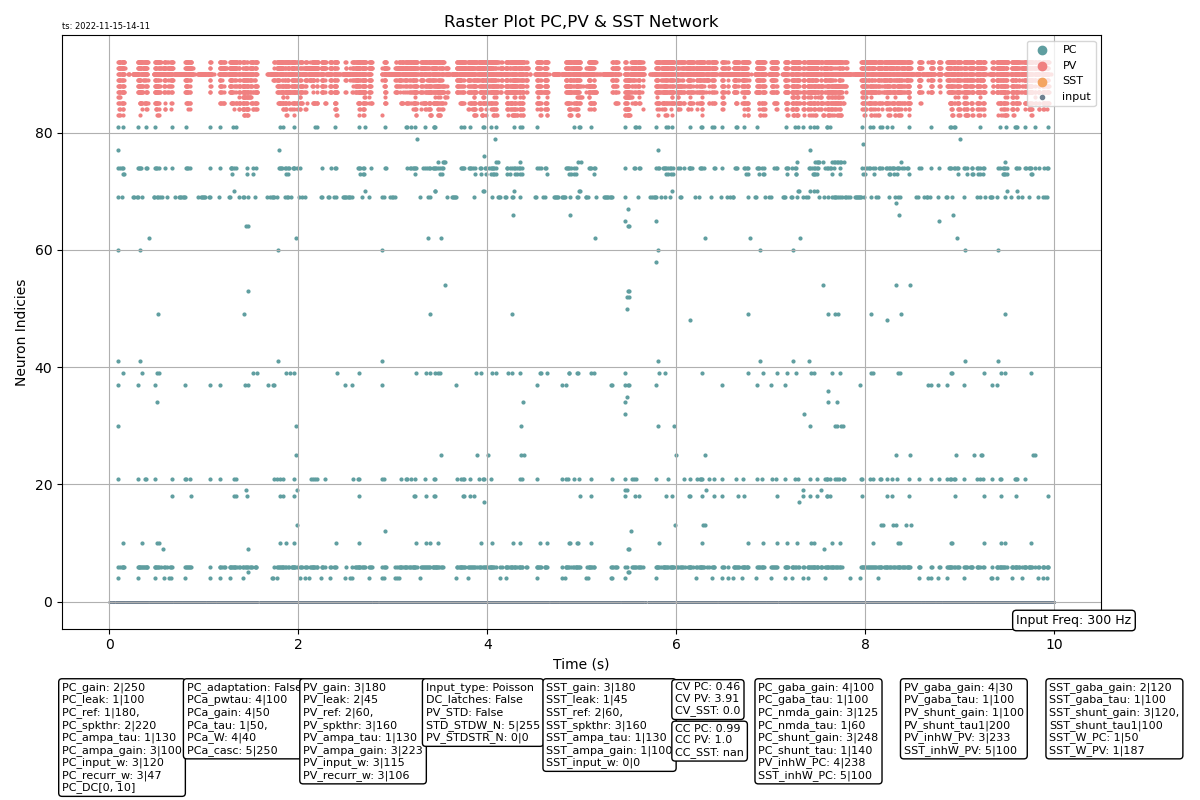 ts: 2022-11-15-14-11
Raster Plot PC,PV & SST Network
PC
PV
SST
input
Neuron Indicies
80
60
40
20
0
0 2 4 6 8 10
Time (s)
Input Freq: 300 Hz
PC_gain: 2|250
PC_leak: 1|100
PC_ref: 1|180,
PC_spkthr: 2|220
PC_ampa_tau: 1|130
PC_ampa_gain: 3|100
PC_input_w: 3|120
PC_recurr_w: 3|47
PC_DC[0, 10]
PC_adaptation: False
PCa_pwtau: 4|100
PCa_gain: 4|50
PCa_tau: 1|50,
PCa_W: 4|40
PCa_casc: 5|250
PV_gain: 3|180
PV_leak: 2|45
PV_ref: 2|60,
PV_spkthr: 3|160
PV_ampa_tau: 1|130
PV_ampa_gain: 3|223
PV_input_w: 3|115
PV_recurr_w: 3|106
Input_type: Poisson
DC_latches: False
PV_STD: False
STD_STDW_N: 5|255
PV_STDSTR_N: 0|0
SST_gain: 3|180
SST_leak: 1|45
SST_ref: 2|60,
SST_spkthr: 3|160
SST_ampa_tau: 1|130
SST_ampa_gain: 1|100
SST_input_w: 0|0
CV PC: 0.46
CV PV: 3.91
CV_SST: 0.0
CC PC: 0.99
CC PV: 1.0
CC_SST: nan
PC_gaba_gain: 4|100
PC_gaba_tau: 1|100
PC_nmda_gain: 3|125
PC_nmda_tau: 1|60
PC_shunt_gain: 3|248
PC_shunt_tau: 1|140
PV_inhW_PC: 4|238
SST_inhW_PC: 5|100
PV_gaba_gain: 4|30
PV_gaba_tau: 1|100
PV_shunt_gain: 1|100
PV_shunt_tau1|200
PV_inhW_PV: 3|233
SST_inhW_PV: 5|100
SST_gaba_gain: 2|120
SST_gaba_tau: 1|100
SST_shunt_gain: 3|120,
SST_shunt_tau1|100
SST_W_PC: 1|50
SST_W_PV: 1|187